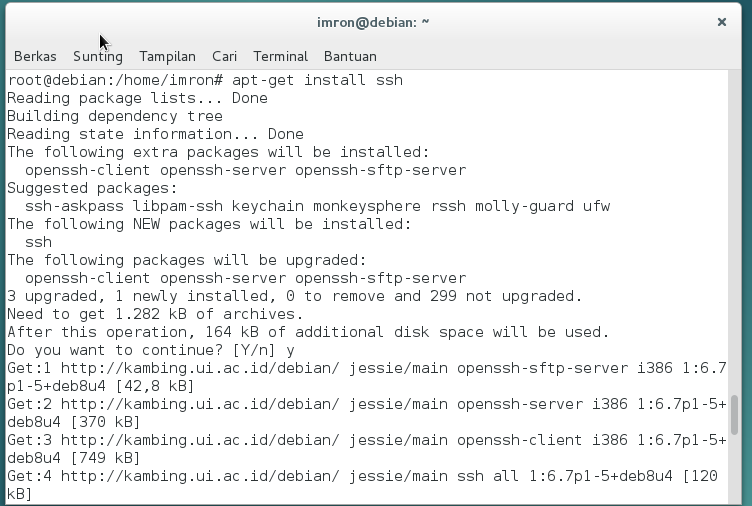 imron@debian: ~
×
Berkas Sunting Tampilan Cari Terminal Bantuan
root@debian:/home/imron# apt-get install ssh
Reading package lists... Done
Building dependency tree
Reading state information... Done
The following extra packages will be installed:
  openssh-client openssh-server openssh-sftp-server
Suggested packages:
  ssh-askpass libpam-ssh keychain monkeysphere rssh molly-guard ufw
The following NEW packages will be installed:
  ssh
The following packages will be upgraded:
  openssh-client openssh-server openssh-sftp-server
3 upgraded, 1 newly installed, 0 to remove and 299 not upgraded.
Need to get 1.282 kB of archives.
After this operation, 164 kB of additional disk space will be used.
Do you want to continue? [Y/n] y
Get:1 http://kambing.ui.ac.id/debian/ jessie/main openssh-sftp-server i386 1:6.7
p1-5+deb8u4 [42,8 kB]
Get:2 http://kambing.ui.ac.id/debian/ jessie/main openssh-server i386 1:6.7p1-5+
deb8u4 [370 kB]
Get:3 http://kambing.ui.ac.id/debian/ jessie/main openssh-client i386 1:6.7p1-5+
deb8u4 [749 kB]
Get:4 http://kambing.ui.ac.id/debian/ jessie/main ssh all 1:6.7p1-5+deb8u4 [120
kB]